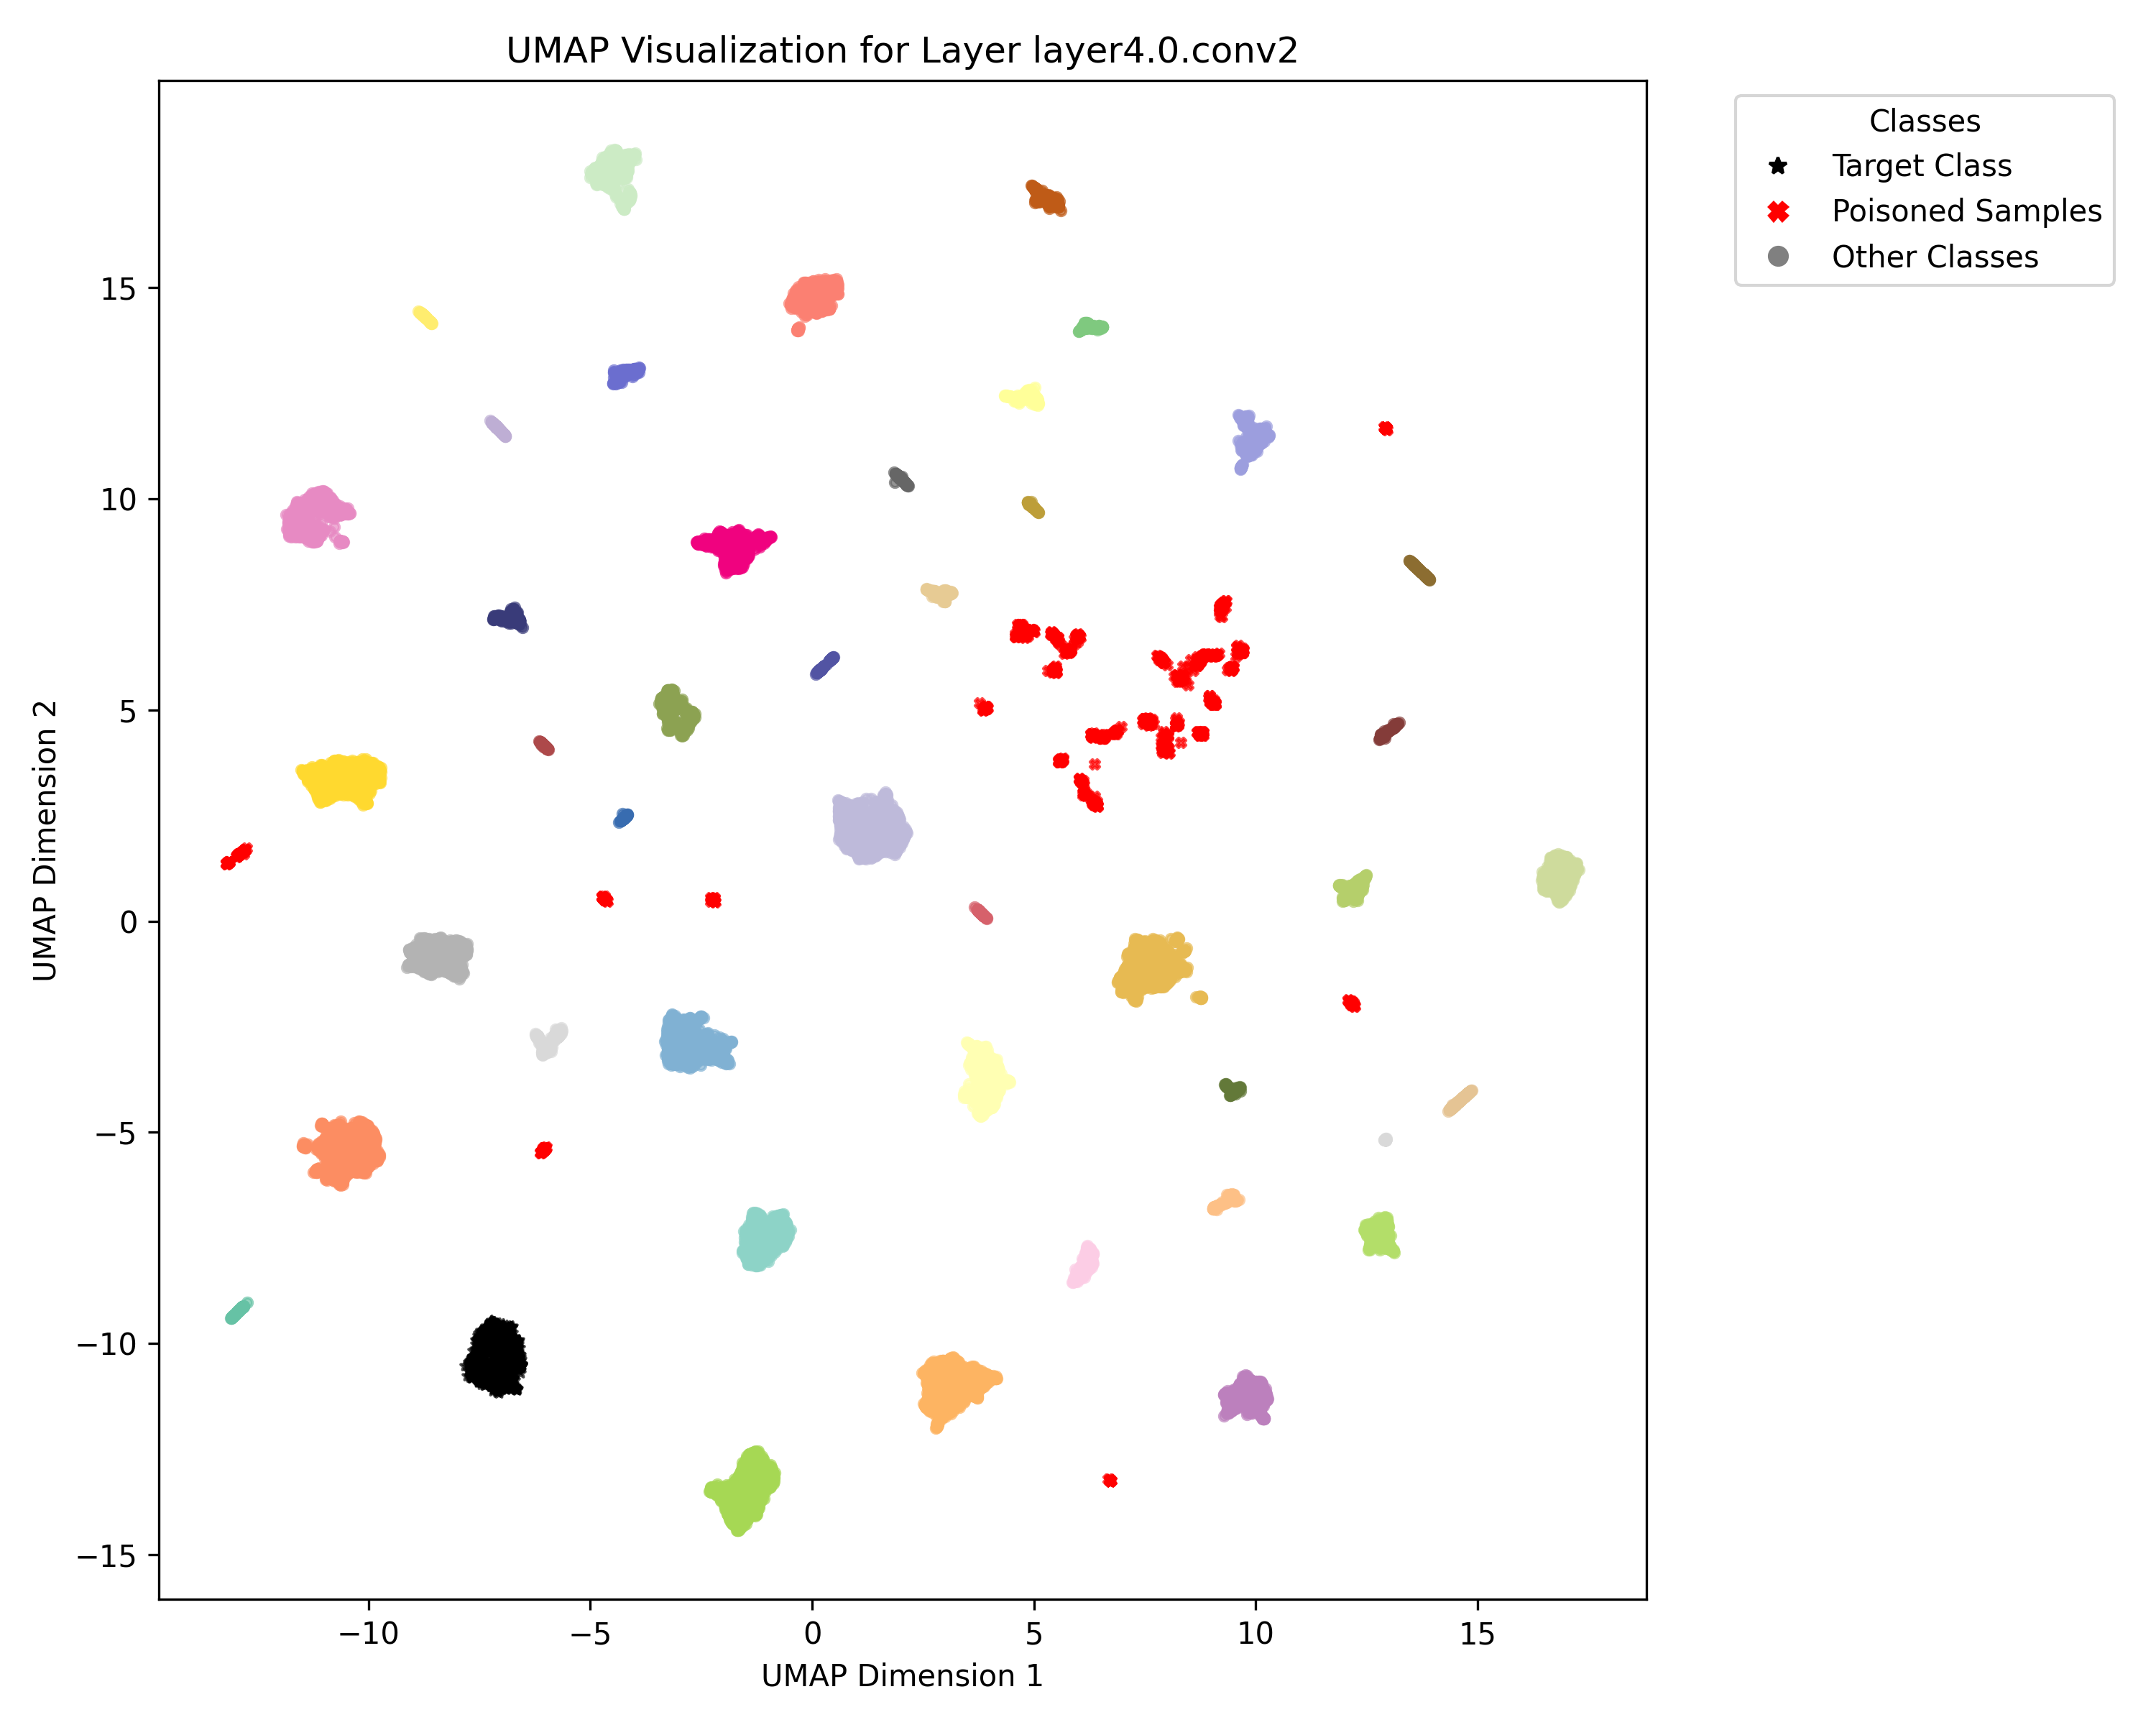 UMAP Visualization for Layer layer4.0.conv2
Classes
Target Class
Poisoned Samples
Other Classes
UMAP Dimension 2
15
10
5
0
−5
−10
−15
−10
−5
0
5
10
15
UMAP Dimension 1